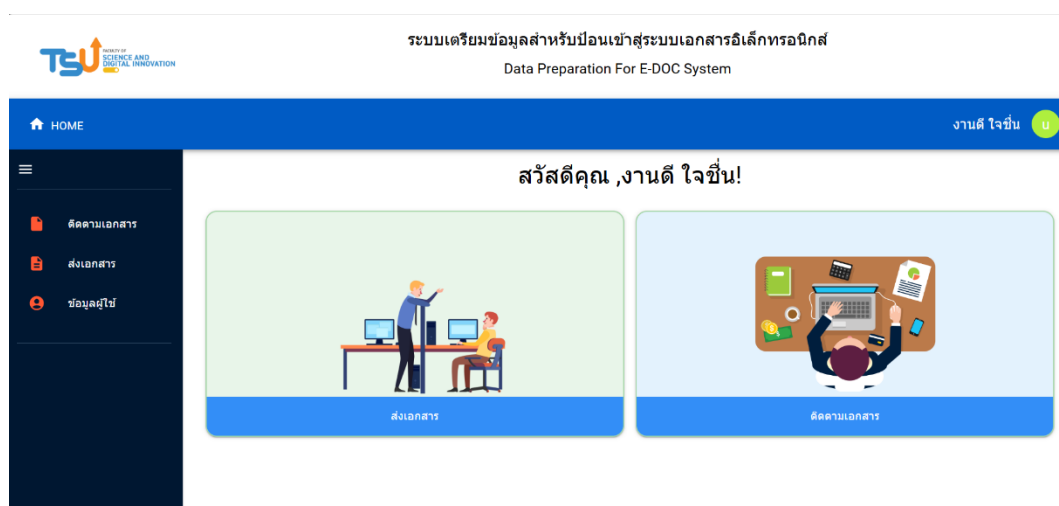 ระบบเตรียมข้อมูลสำหรับป้อนเข้าสู่ระบบเอกสารอิเล็กทรอนิกส์
TSU
FACULTY OF
SCIENCE AND
DIGITAL INNOVATION
Data Preparation For E-DOC System
HOME
งานดี ใจชื่น
บ
สวัสดีคุณ ,งานดี ใจชื่น!
ติดตามเอกสาร
ส่งเอกสาร
ข้อมูลผู้ใช้
ส่งเอกสาร
ติดตามเอกสาร